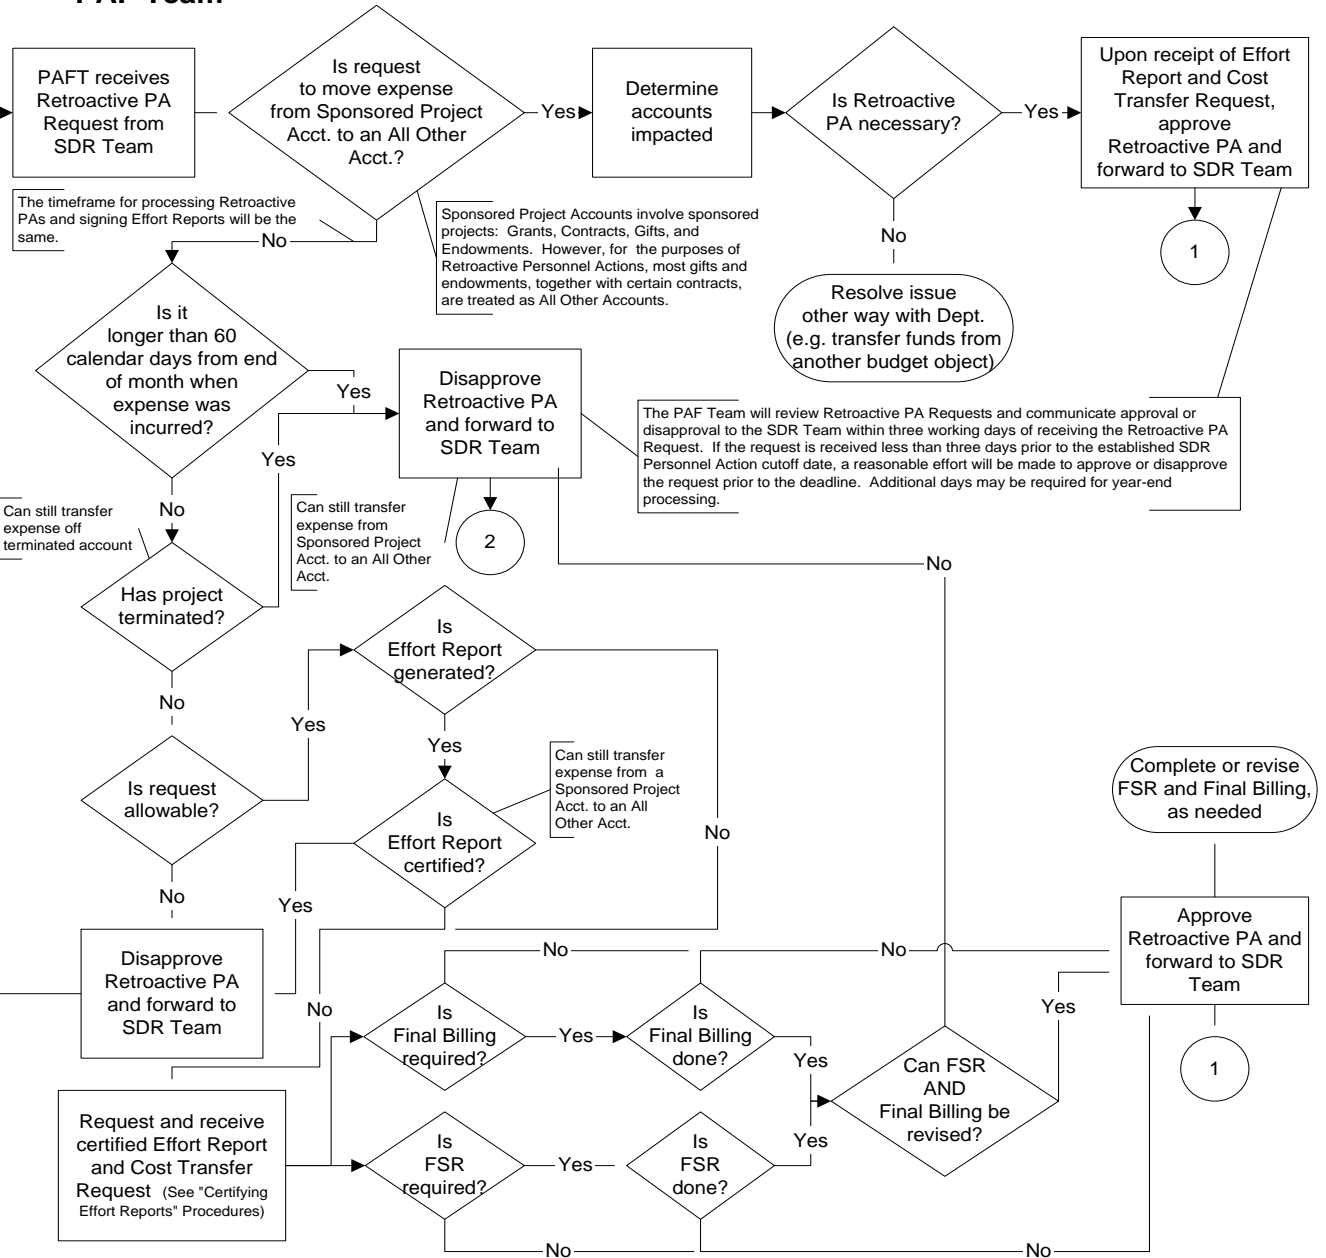 PAFT receives
Retroactive PA
Request from
SDR Team
Is request
to move expense
from Sponsored Project
Acct. to an All Other
Acct.?
Yes
Determine
accounts
impacted
Is Retroactive
PA necessary?
Yes
Upon receipt of Effort
Report and Cost
Transfer Request,
approve
Retroactive PA and
forward to SDR Team
The timeframe for processing Retroactive
PAs and signing Effort Reports will be the
same.
No
Sponsored Project Accounts involve sponsored
projects: Grants, Contracts, Gifts, and
Endowments. However, for the purposes of
Retroactive Personnel Actions, most gifts and
endowments, together with certain contracts,
are treated as All Other Accounts.
No
1
Resolve issue
other way with Dept.
(e.g. transfer funds from
another budget object)
Is it
longer than 60
calendar days from end
of month when
expense was
incurred?
Yes
Disapprove
Retroactive PA
and forward to
SDR Team
The PAF Team will review Retroactive PA Requests and communicate approval or
disapproval to the SDR Team within three working days of receiving the Retroactive PA
Request. If the request is received less than three days prior to the established SDR
Personnel Action cutoff date, a reasonable effort will be made to approve or disapprove
the request prior to the deadline. Additional days may be required for year-end
processing.
Yes
No
Can still transfer
expense off
terminated account
Can still transfer
expense from
Sponsored Project
Acct. to an All Other
Acct.
2
No
Has project
terminated?
Is
Effort Report
generated?
No
Yes
Yes
Is request
allowable?
Can still transfer
expense from a
Sponsored Project
Acct. to an All
Other Acct.
Is
Effort Report
certified?
No
Complete or revise
FSR and Final Billing,
as needed
No
Yes
Disapprove
Retroactive PA
and forward to
SDR Team
No
No
No
Approve
Retroactive PA and
forward to SDR
Team
Is
Final Billing
required?
Yes
Is
Final Billing
done?
Yes
Can FSR
AND
Final Billing be
revised?
Yes
1
Request and receive
certified Effort Report
and Cost Transfer
Request (See "Certifying
Effort Reports" Procedures)
Is
FSR
required?
Yes
Is
FSR
done?
Yes
No
No